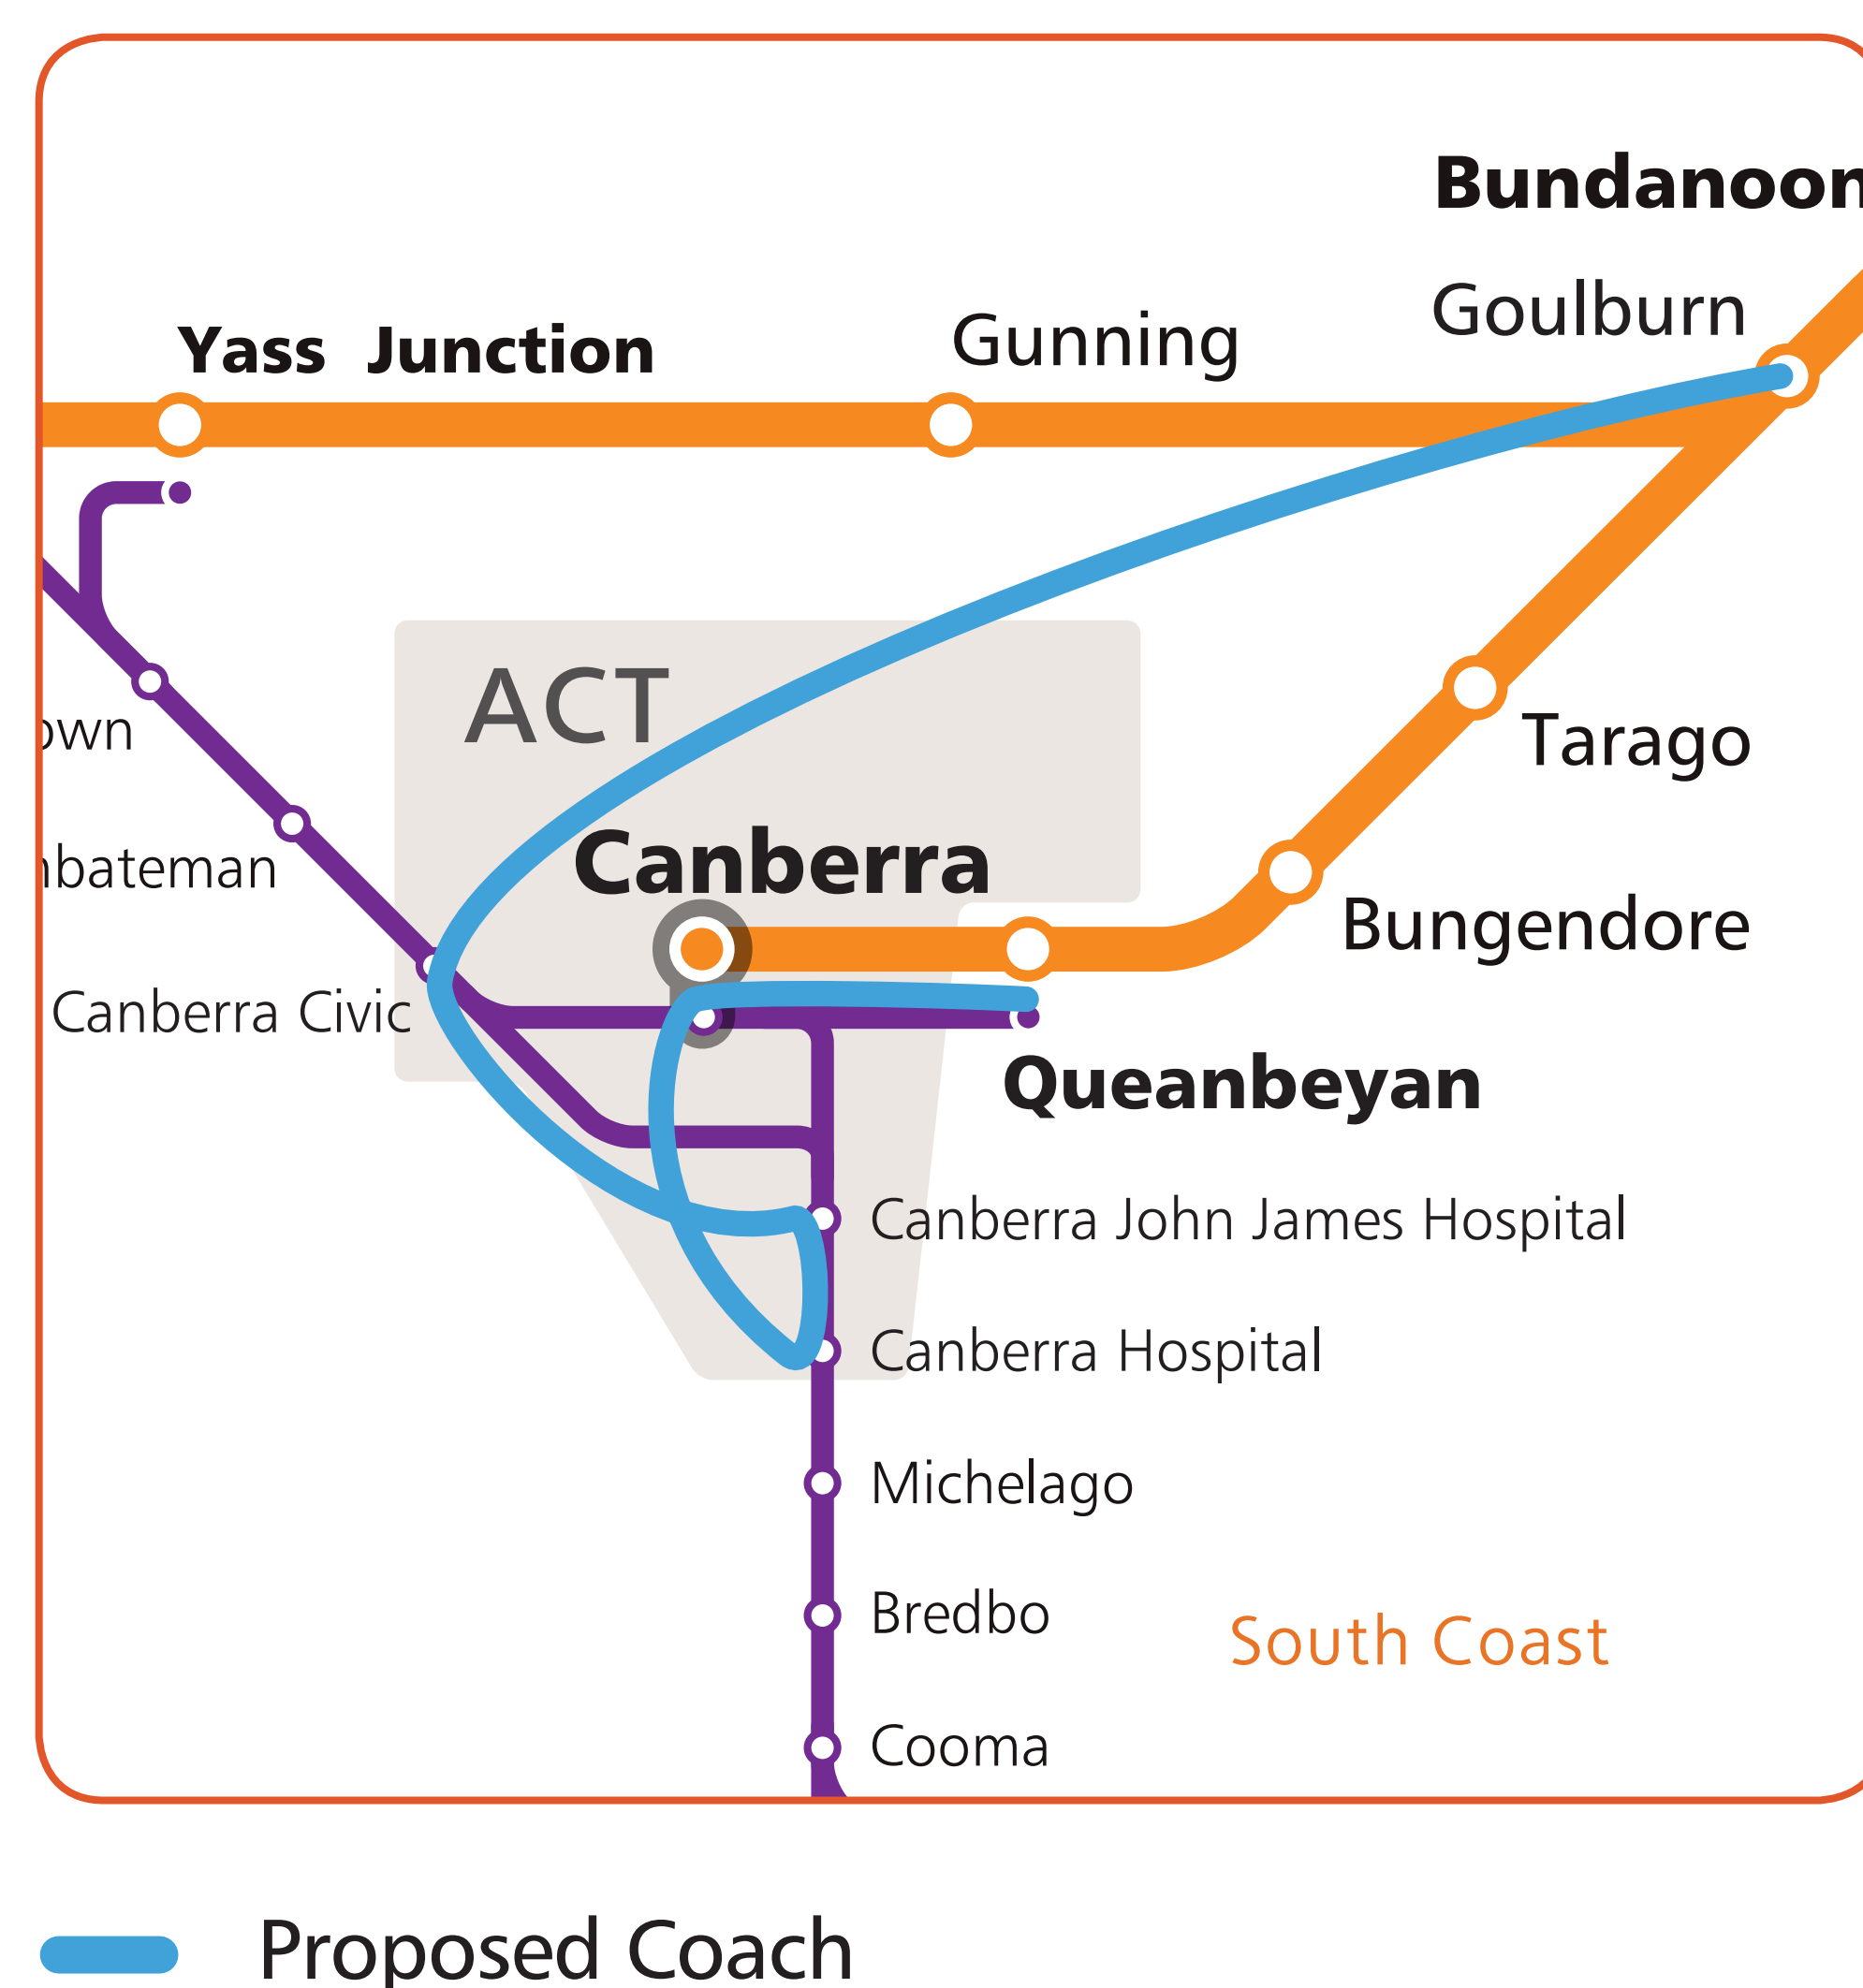 Bundanoon
Goulburn
Gunning
Yass Junction
ACT
Tarago
Canberra
Bungendore
Canberra Civic
Queanbeyan
Canberra John James Hospital
Canberra Hospital
Michelago
Bredbo
South Coast
Cooma
Proposed Coach